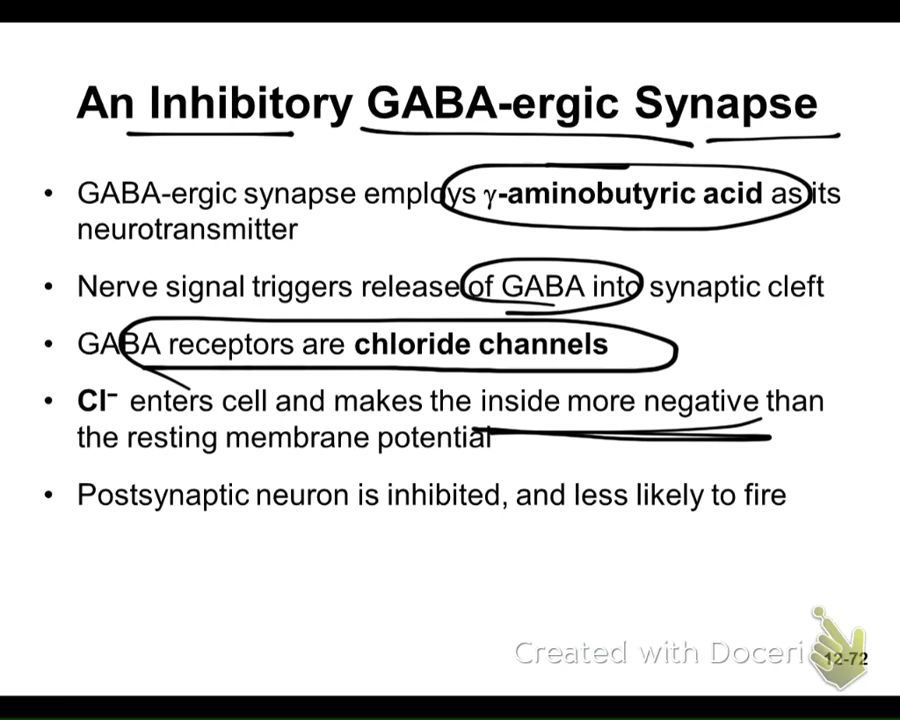 An Inhibitory GABA-ergic Synapse
• GABA-ergic synapse employs γ-aminobutyric acid as its
neurotransmitter
• Nerve signal triggers release of GABA into synaptic cleft
• GABA receptors are chloride channels
• Cl⁻ enters cell and makes the inside more negative than
the resting membrane potential
• Postsynaptic neuron is inhibited, and less likely to fire
Created with Doceri
12-72